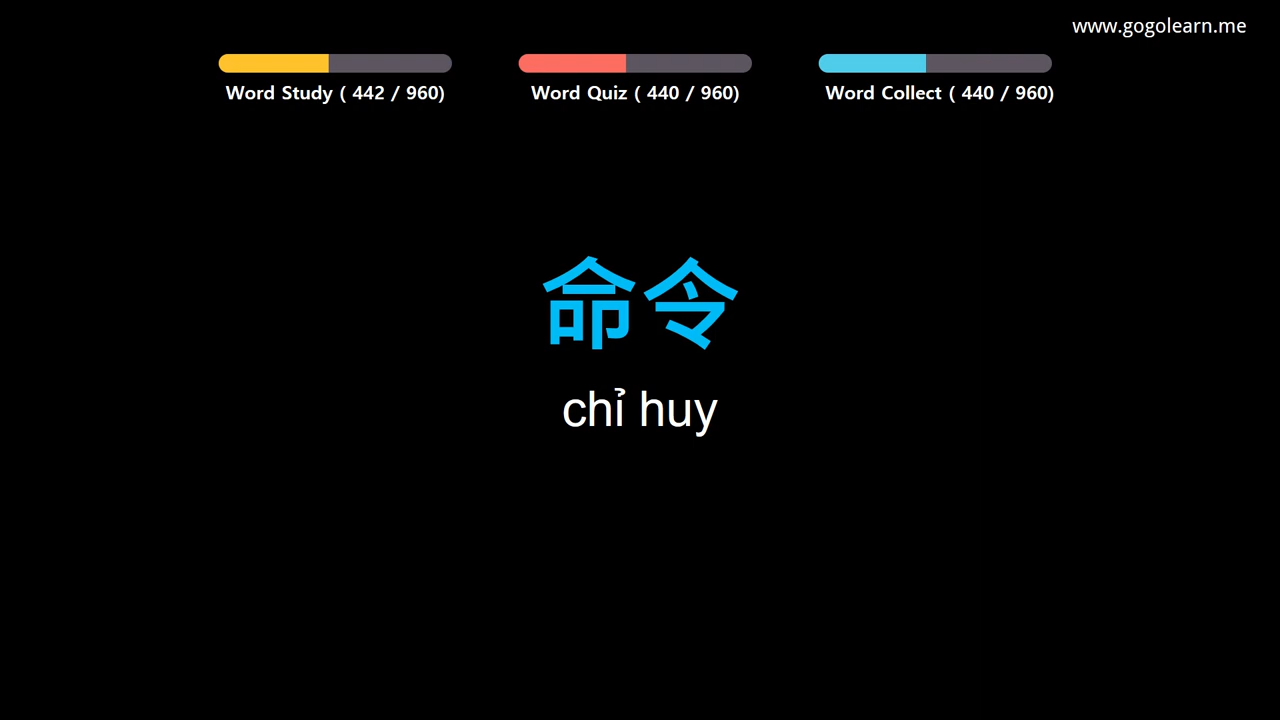 www.gogolearn.me
Word Study ( 442 / 960)
Word Quiz ( 440 / 960)
Word Collect ( 440 / 960)
命令
chỉ huy